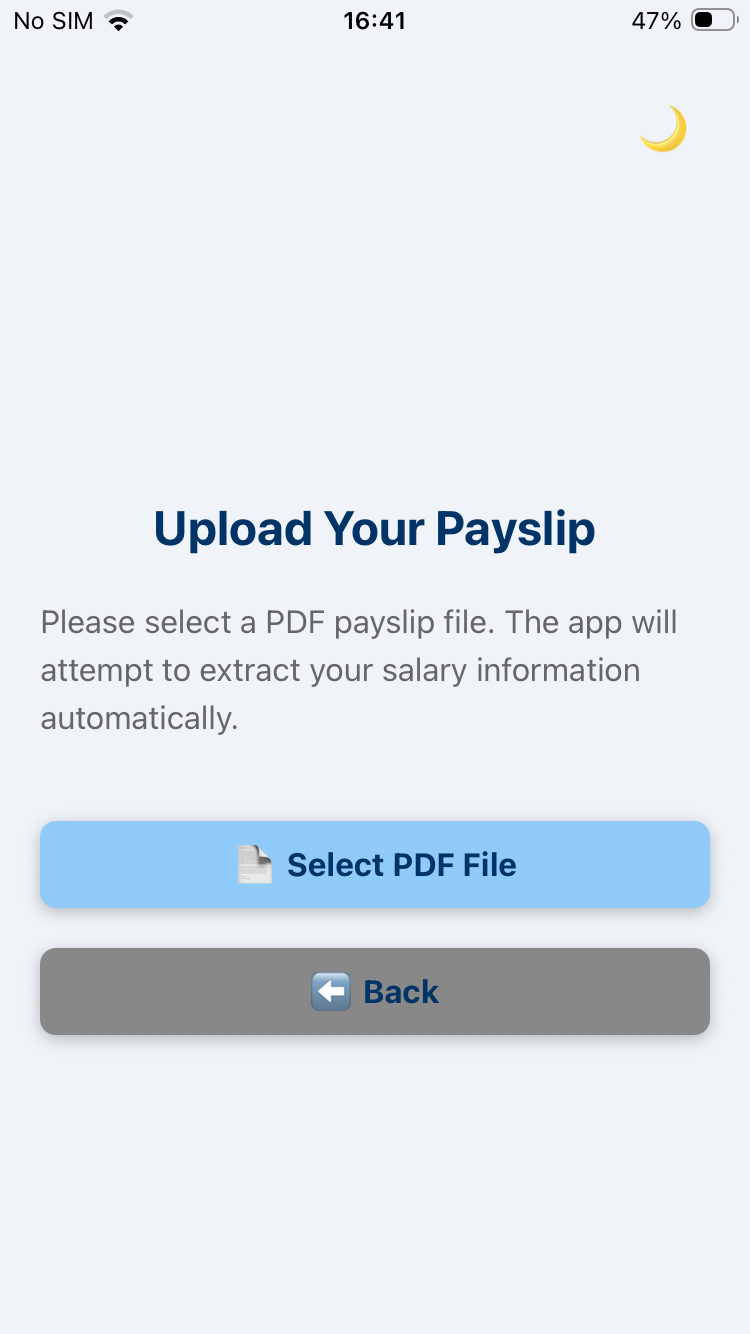 No SIM 16:41 47%
Upload Your Payslip
Please select a PDF payslip file. The app will
attempt to extract your salary information
automatically.
Select PDF File
Back